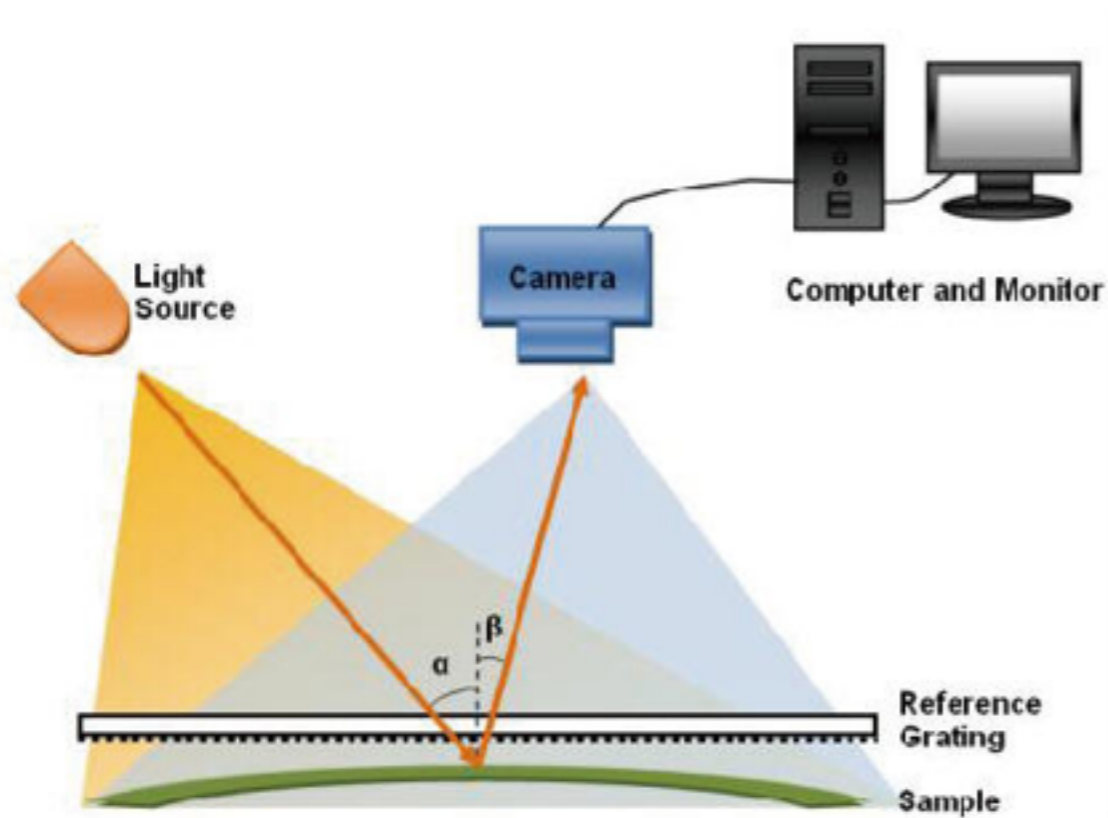 Light
Source
Camera
Computer and Monitor
β
α
Reference
Grating
Sample